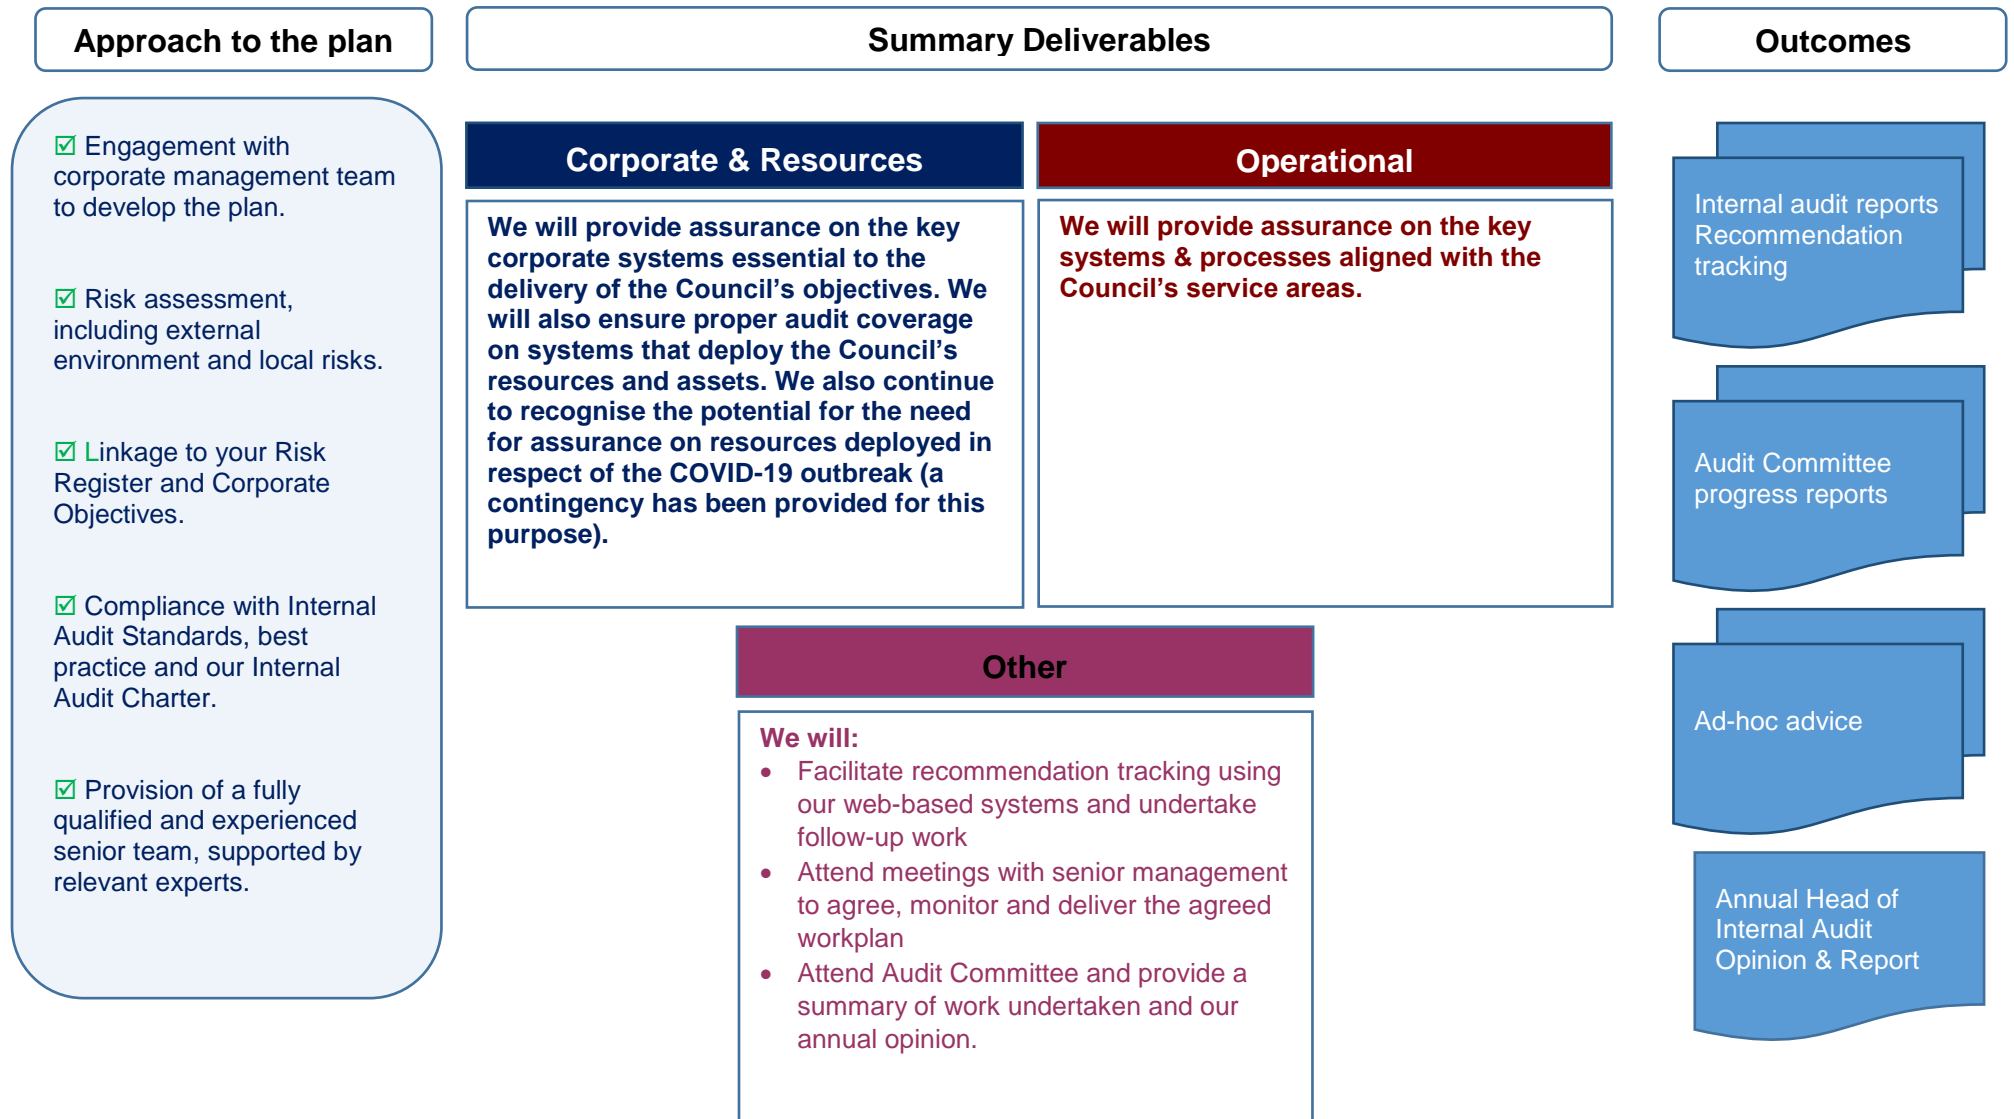 Approach to the plan
Summary Deliverables
Outcomes
☑ Engagement with
corporate management team
to develop the plan.
☑ Risk assessment,
including external
environment and local risks.
☑ Linkage to your Risk
Register and Corporate
Objectives.
☑ Compliance with Internal
Audit Standards, best
practice and our Internal
Audit Charter.
☑ Provision of a fully
qualified and experienced
senior team, supported by
relevant experts.
Corporate & Resources
We will provide assurance on the key
corporate systems essential to the
delivery of the Council’s objectives. We
will also ensure proper audit coverage
on systems that deploy the Council’s
resources and assets. We also continue
to recognise the potential for the need
for assurance on resources deployed in
respect of the COVID-19 outbreak (a
contingency has been provided for this
purpose).
Operational
We will provide assurance on the key
systems & processes aligned with the
Council’s service areas.
Other
We will:
• Facilitate recommendation tracking using
our web-based systems and undertake
follow-up work
• Attend meetings with senior management
to agree, monitor and deliver the agreed
workplan
• Attend Audit Committee and provide a
summary of work undertaken and our
annual opinion.
Internal audit reports
Recommendation
tracking
Audit Committee
progress reports
Ad-hoc advice
Annual Head of
Internal Audit
Opinion & Report